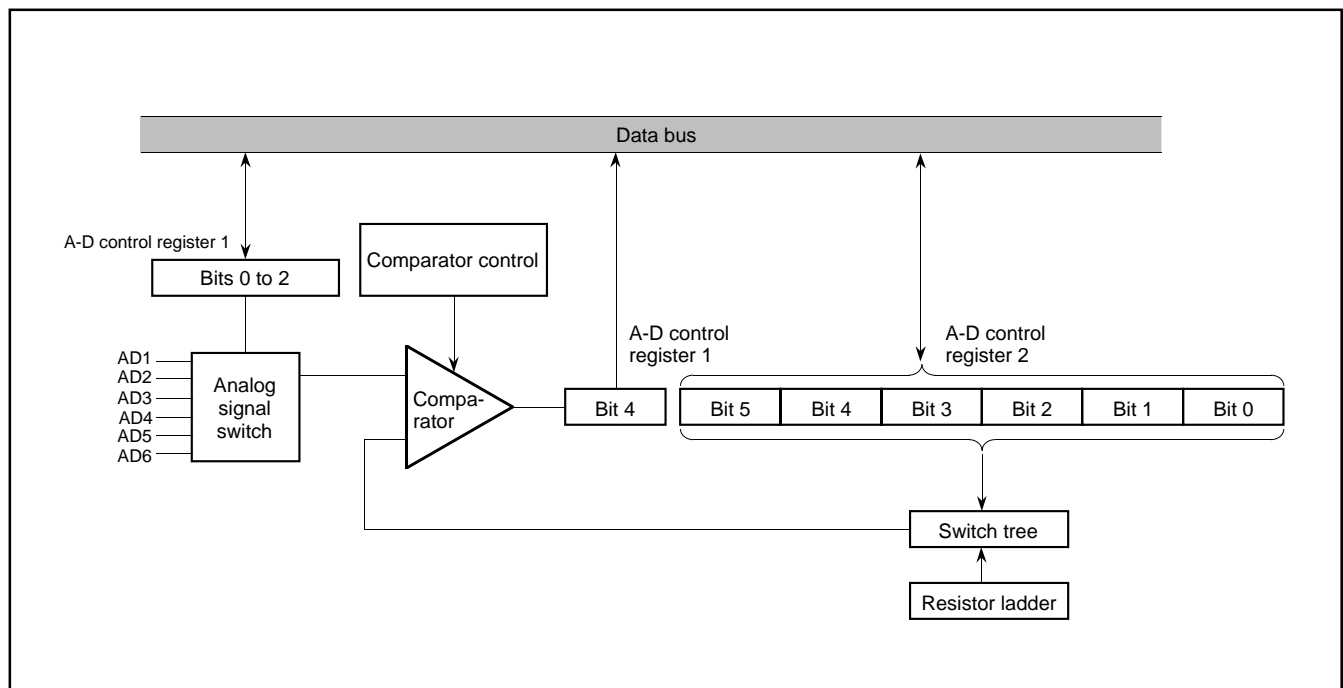 Data bus
A-D control register 1
Bits 0 to 2
Comparator control
A-D control
register 1
A-D control
register 2
AD1
AD2
AD3
AD4
AD5
AD6
Analog
signal
switch
Compa-
rator
Bit 4
Bit 5
Bit 4
Bit 3
Bit 2
Bit 1
Bit 0
Switch tree
Resistor ladder